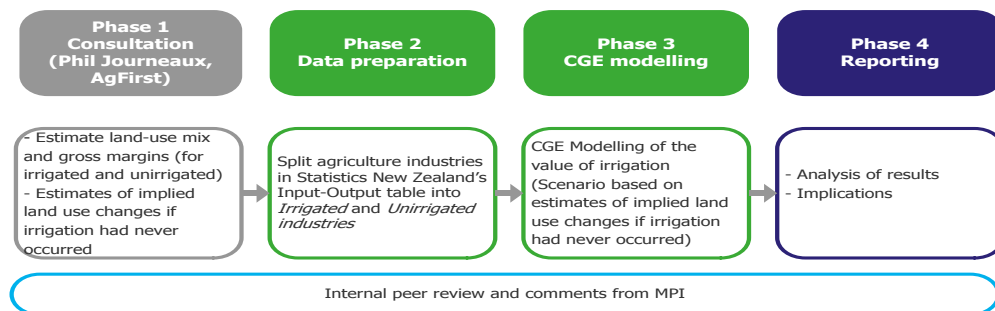 Phase 1
Consultation
(Phil Journeaux,
AgFirst)
Phase 2
Data preparation
Phase 3
CGE modelling
Phase 4
Reporting
- Estimate land-use mix
and gross margins (for
irrigated and unirrigated)
- Estimates of implied
land use changes if
irrigation had never
occurred
Split agriculture industries
in Statistics New Zealand's
Input-Output table into
Irrigated and Unirrigated
industries
CGE Modelling of the
value of irrigation
(Scenario based on
estimates of implied land
use changes if irrigation
had never occurred)
- Analysis of results
- Implications
Internal peer review and comments from MPI